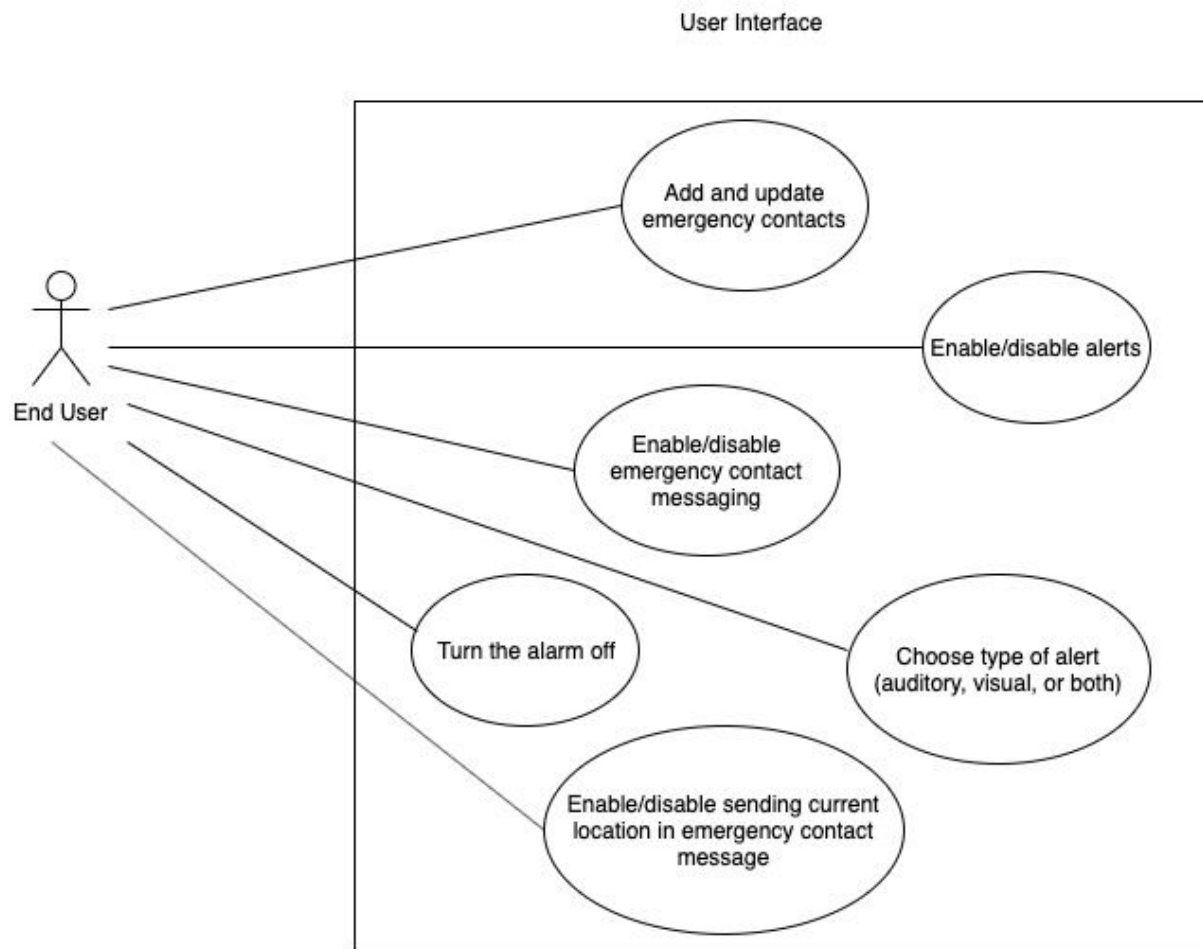 User Interface
Add and update
emergency contacts
Enable/disable alerts
End User
Enable/disable
emergency contact
messaging
Turn the alarm off
Choose type of alert
(auditory, visual, or both)
Enable/disable sending current
location in emergency contact
message